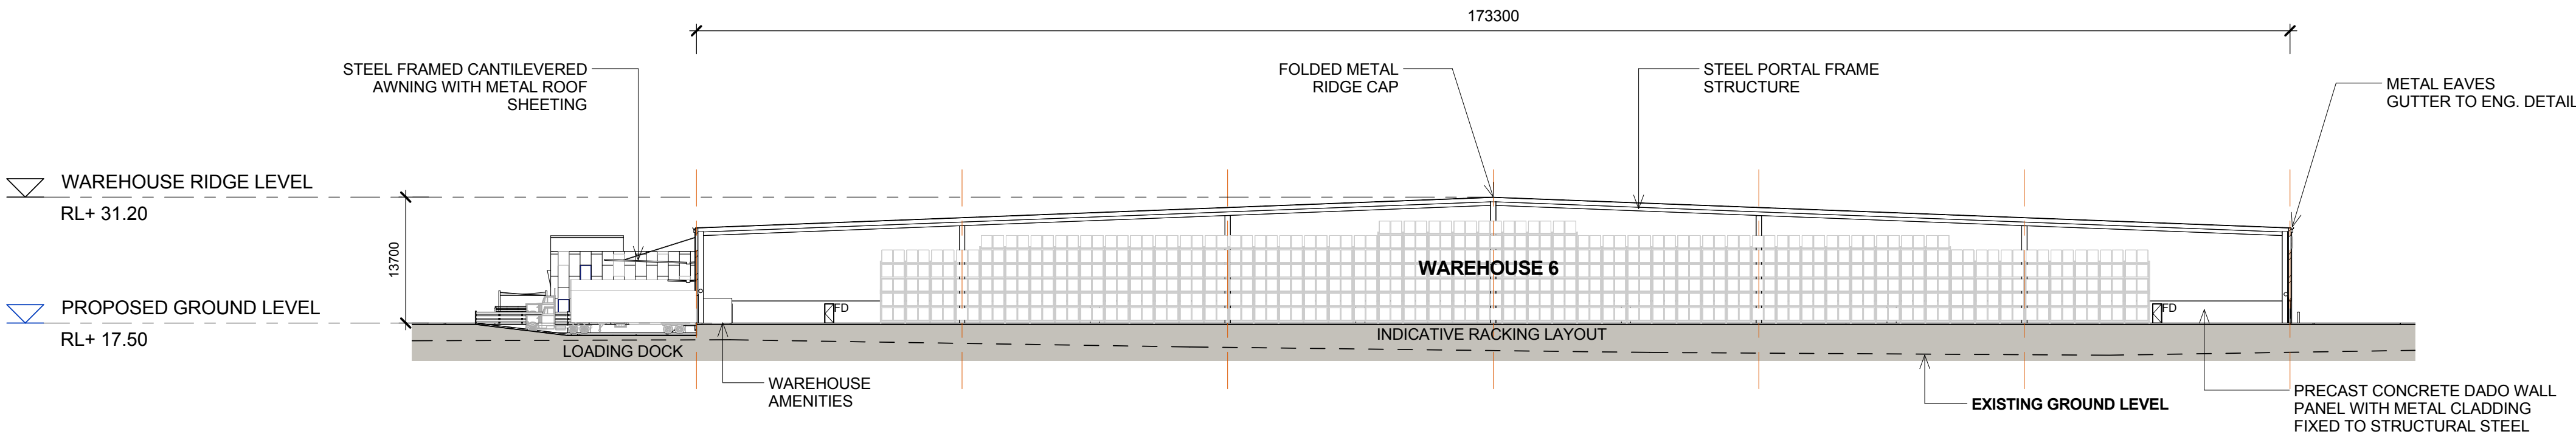 173300
STEEL FRAMED CANTILEVERED
AWNING WITH METAL ROOF
SHEETING
FOLDED METAL
RIDGE CAP
STEEL PORTAL FRAME
STRUCTURE
METAL EAVES
GUTTER TO ENG. DETAIL
WAREHOUSE RIDGE LEVEL
RL+ 31.20
13700
WAREHOUSE 6
PROPOSED GROUND LEVEL
RL+ 17.50
FD
FD
INDICATIVE RACKING LAYOUT
LOADING DOCK
WAREHOUSE
AMENITIES
EXISTING GROUND LEVEL
PRECAST CONCRETE DADO WALL
PANEL WITH METAL CLADDING
FIXED TO STRUCTURAL STEEL